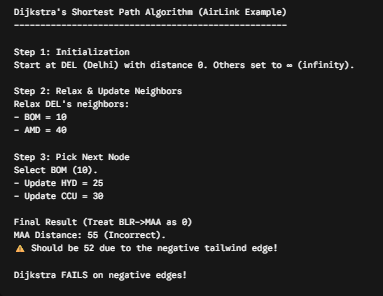 Dijkstra's Shortest Path Algorithm (AirLink Example)
----------------------------------------------------
Step 1: Initialization
Start at DEL (Delhi) with distance 0. Others set to ∞ (infinity).
Step 2: Relax & Update Neighbors
Relax DEL's neighbors:
- BOM = 10
- AMD = 40
Step 3: Pick Next Node
Select BOM (10).
- Update HYD = 25
- Update CCU = 30
Final Result (Treat BLR->MAA as 0)
MAA Distance: 55 (Incorrect).
⚠️ Should be 52 due to the negative tailwind edge!
Dijkstra FAILS on negative edges!